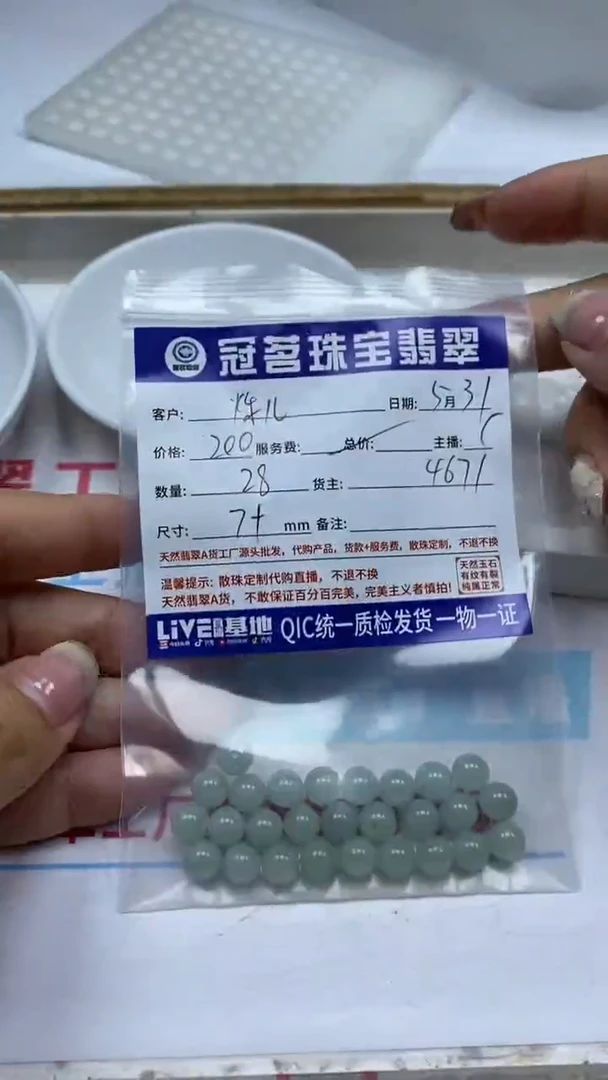 冠茗珠宝翡翠
客户: 日期: 5月31
价格: 200 服务费: 总价: 主播:
数量: 28 货主: 4671
尺寸: 7+ mm 备注:
天然翡翠A货工厂源头批发，代购产品，货款+服务费，散珠定制，不退不换
温馨提示: 散珠定制代购直播，不退不换
天然翡翠A货，不敢保证百分百完美，完美主义者慎拍!
天然玉石
有纹有裂
纯属正常
LIVE 基地 QIC统一质检发货一物一证